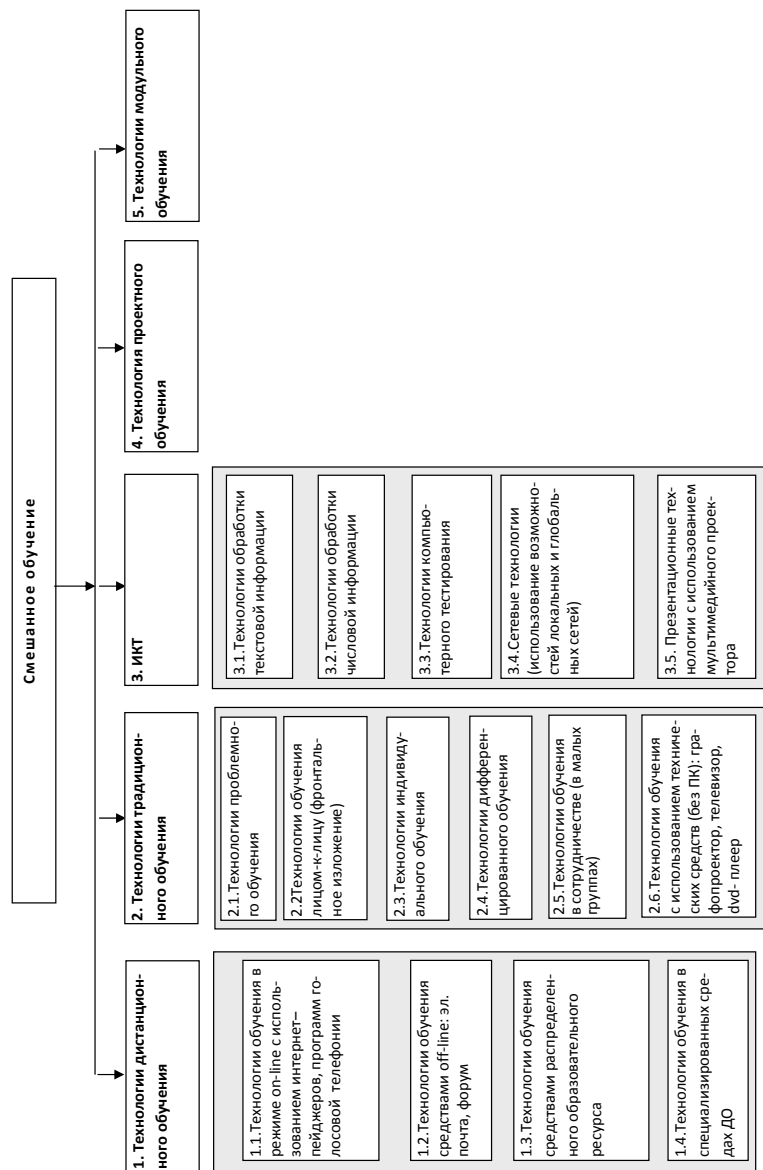 Смешанное обучение
1. Технологии дистанцион-
ного обучения
1.1.Технологии обучения в
режиме on-line с исполь-
зованием интернет–
пейджеров, программ го-
лосовой телефонии
1.2.Технологии обучения
средствами off-line: эл.
почта, форум
1.3.Технологии обучения
средствами распределен-
ного образовательного
ресурса
1.4.Технологии обучения в
специализированных сре-
дах ДО
2. Технологии традицион-
ного обучения
2.1.Технологии проблемно-
го обучения
2.2Технологии обучения
лицом-к-лицу (фронталь-
ное изложение)
2.3.Технологии индивиду-
ального обучения
2.4.Технологии дифферен-
цированного обучения
2.5.Технологии обучения
в сотрудничестве (в малых
группах)
2.6.Технологии обучения
с использованием техниче-
ских средств (без ПК): гра-
фопроектор, телевизор,
dvd- плеер
3. ИКТ
3.1.Технологии обработки
текстовой информации
3.2.Технологии обработки
числовой информации
3.3.Технологии компью-
терного тестирования
3.4.Сетевые технологии
(использование возможно-
стей локальных и глобаль-
ных сетей)
3.5. Презентационные тех-
нологии с использованием
мультимедийного проек-
тора
4. Технология проектного
обучения
5. Технологии модульного
обучения